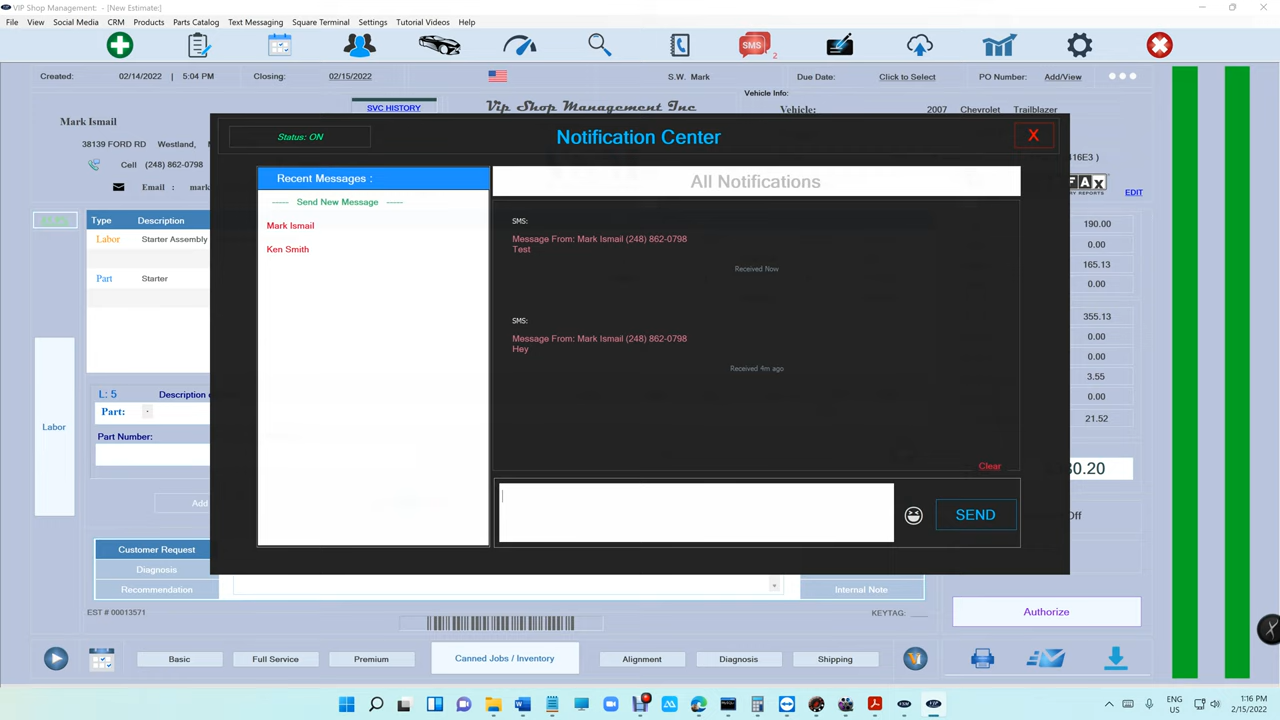 VIP Shop Management: - [New Estimate:]
File View Social Media CRM Products Parts Catalog Text Messaging Square Terminal Settings Tutorial Videos Help
SMS 2
Created: 02/14/2022 | 5:04 PM Closing: 02/15/2022 S.W. Mark Due Date: Click to Select PO Number: Add/View
Vehicle Info:
SVC HISTORY Vip Shop Management Inc Vehicle: 2007 Chevrolet Trailblazer
Mark Ismail
Status: ON Notification Center X
38139 FORD RD Westland,
416E3 )
Cell (248) 862-0798
Recent Messages : All Notifications
Email : mark
EDIT
Send New Message
Type Description
SMS: 190.00
Mark Ismail
Labor Starter Assembly Message From: Mark Ismail (248) 862-0798 0.00
Ken Smith Test
165.13
Received Now
Part Starter 0.00
SMS: 355.13
Message From: Mark Ismail (248) 862-0798 0.00
Hey
0.00
Received 4m ago 3.55
L: 5 Description 0.00
Part: -
21.52
Labor
Part Number:
Clear 30.20
Add
SEND Off
Customer Request
Diagnosis
Recommendation Internal Note
EST # 00013571 KEYTAG:
Authorize
Basic Full Service Premium Canned Jobs / Inventory Alignment Diagnosis Shipping
ENG
US
1:16 PM
2/15/2022